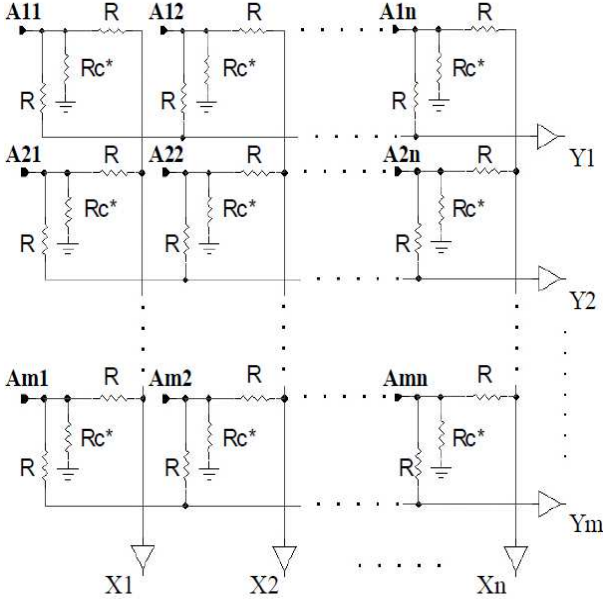 A11 R A12 R A1n R
Rc* Rc* Rc*
R R R
Y1
A21 R A22 R A2n R
Rc* Rc* Rc*
R R R
Y2
Am1 R Am2 R Amn R
Rc* Rc* Rc*
R R R
Ym
X1 X2 Xn